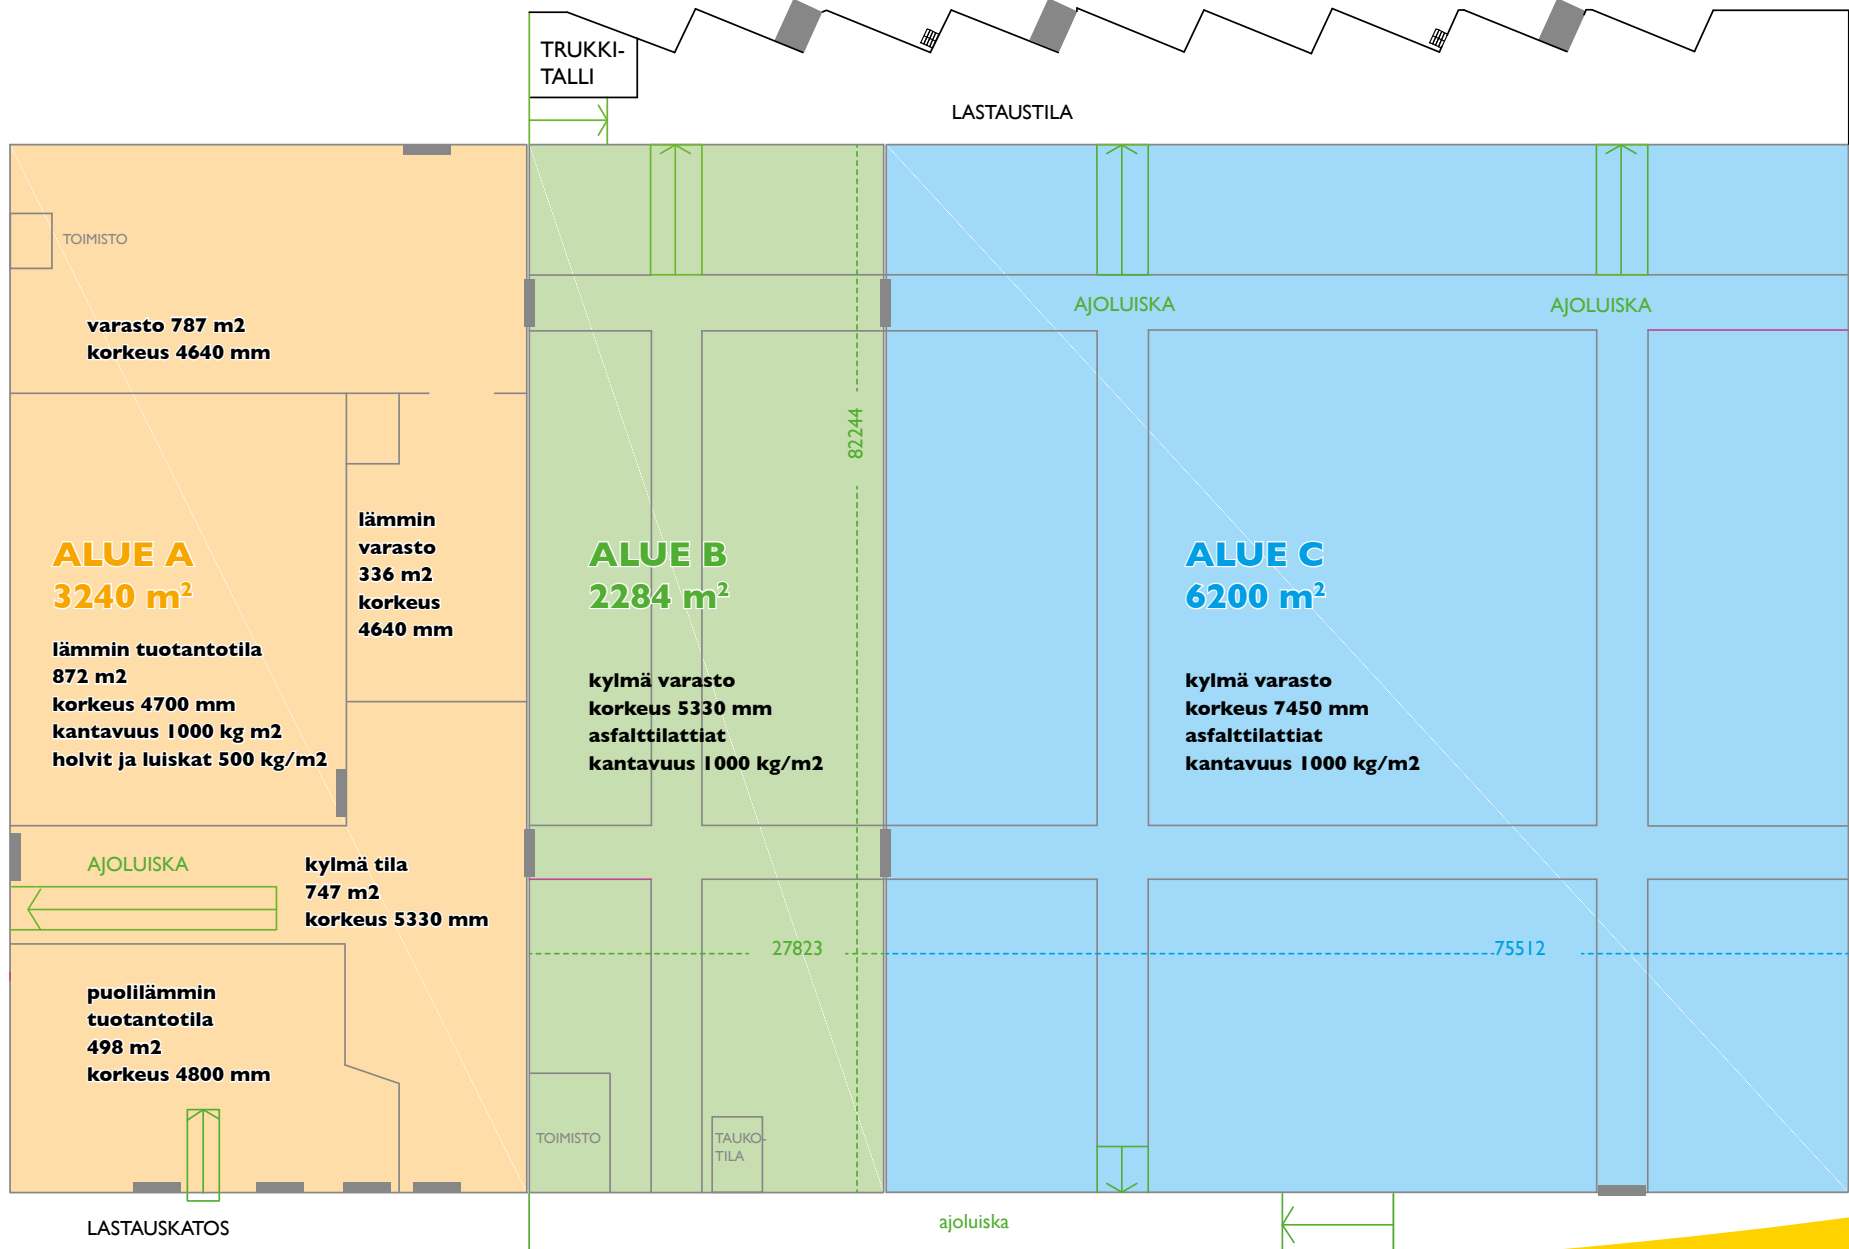 TRUKKI-
TALLI
LASTAUSTILA
TOIMISTO
varasto 787 m2
korkeus 4640 mm
AJOLUISKA
AJOLUISKA
82244
lämmin
varasto
336 m2
korkeus
4640 mm
ALUE A
3240 m²
lämmin tuotantotila
872 m2
korkeus 4700 mm
kantavuus 1000 kg m2
holvit ja luiskat 500 kg/m2
ALUE B
2284 m²
kylmä varasto
korkeus 5330 mm
asfalttilattiat
kantavuus 1000 kg/m2
ALUE C
6200 m²
kylmä varasto
korkeus 7450 mm
asfalttilattiat
kantavuus 1000 kg/m2
AJOLUISKA
kylmä tila
747 m2
korkeus 5330 mm
27823
75512
puolilämmin
tuotantotila
498 m2
korkeus 4800 mm
TOIMISTO
TAUKO-
TILA
LASTAUSKATOS
ajoluiska